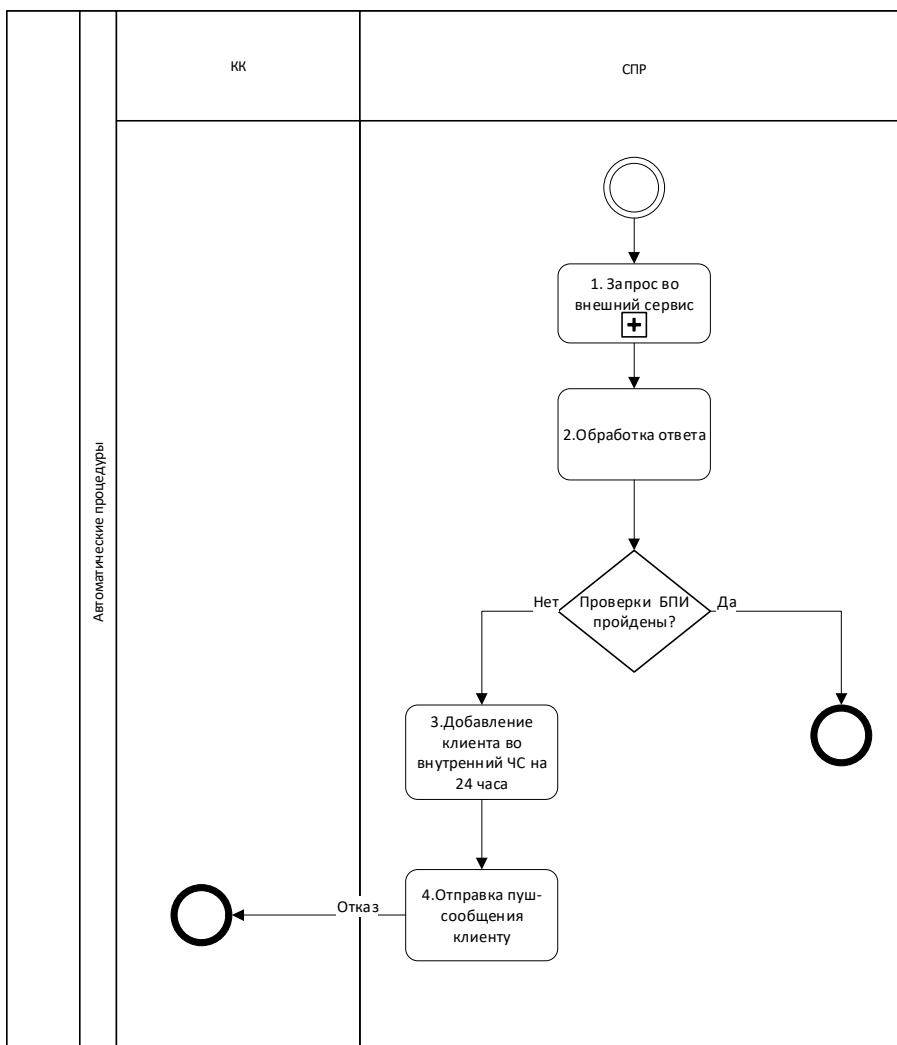 КК
СПР
Автоматические процедуры
1. Запрос во
внешний сервис
2.Обработка ответа
Проверки БПИ
пройдены?
Нет
Да
3.Добавление
клиента во
внутренний ЧС на
24 часа
4.Отправка пуш-
сообщения
клиенту
Отказ